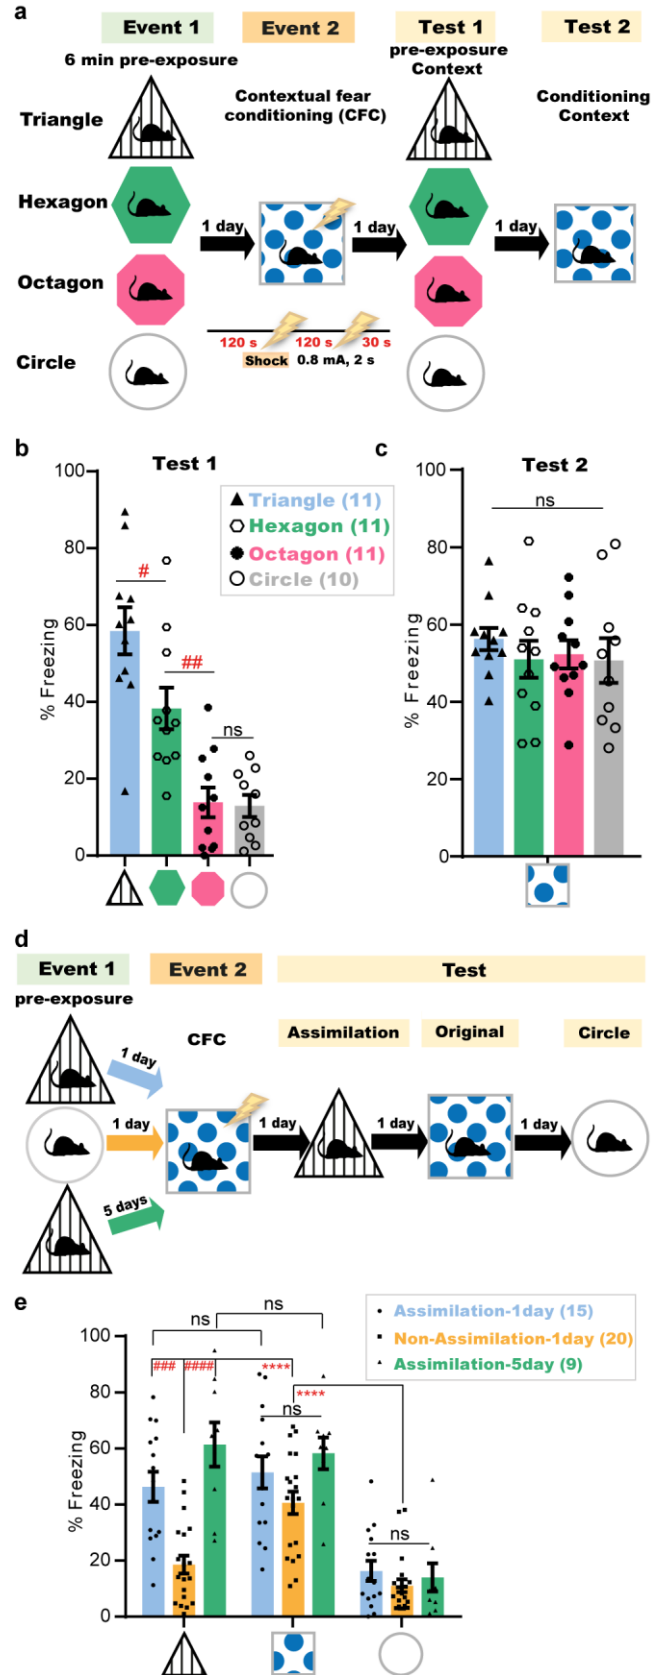 a
Event 1
Event 2
Test 1
Test 2
6 min pre-exposure
pre-exposure
Context
Triangle
Contextual fear
conditioning (CFC)
Conditioning
Context
Hexagon
1 day
1 day
1 day
Octagon
120 s
120 s
30 s
Shock
0.8 mA, 2 s
Circle
b
Test 1
% Freezing
100
80
60
40
20
0
#
##
ns
Triangle (11)
Hexagon (11)
Octagon (11)
Circle (10)
c
Test 2
% Freezing
100
80
60
40
20
0
ns
d
Event 1
Event 2
Test
pre-exposure
CFC
Assimilation
Original
Circle
1 day
1 day
5 days
1 day
1 day
1 day
e
Assimilation-1day (15)
Non-Assimilation-1day (20)
Assimilation-5day (9)
% Freezing
100
80
60
40
20
0
ns
ns
###
####
****
****
ns
ns